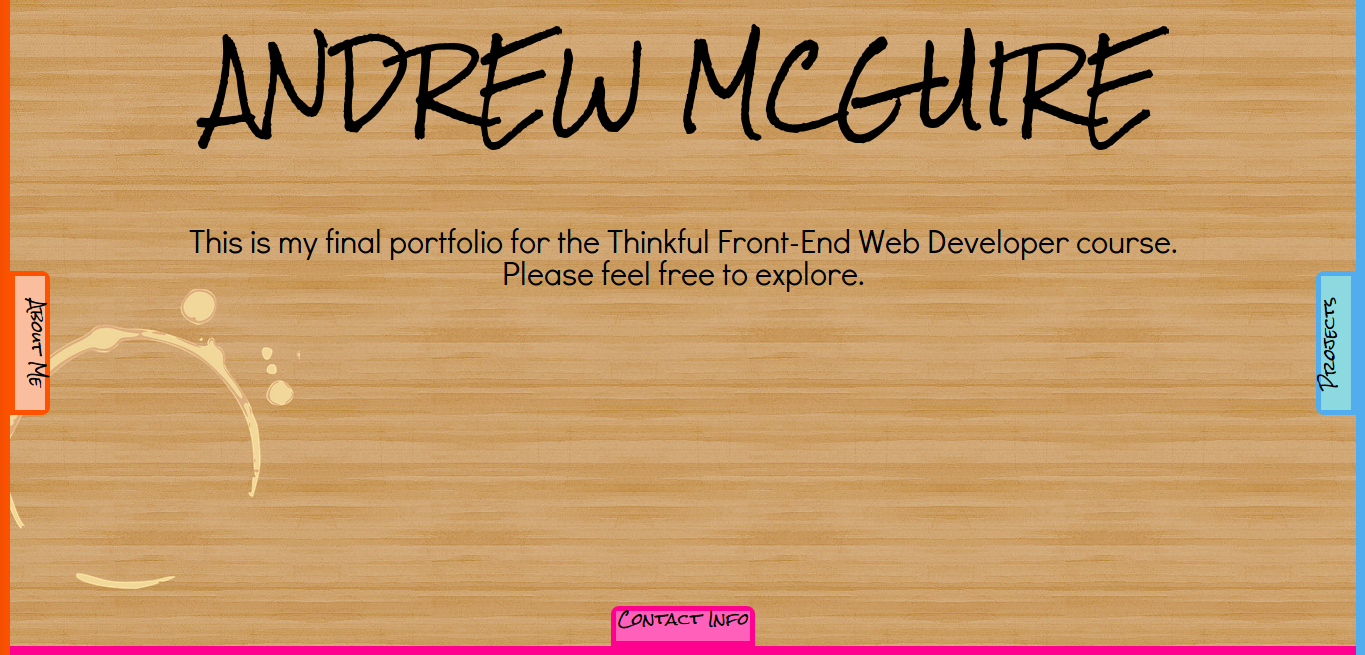 ANDREW MCGUIRE
This is my final portfolio for the Thinkful Front-End Web Developer course.
Please feel free to explore.
About Me
Projects
Contact Info